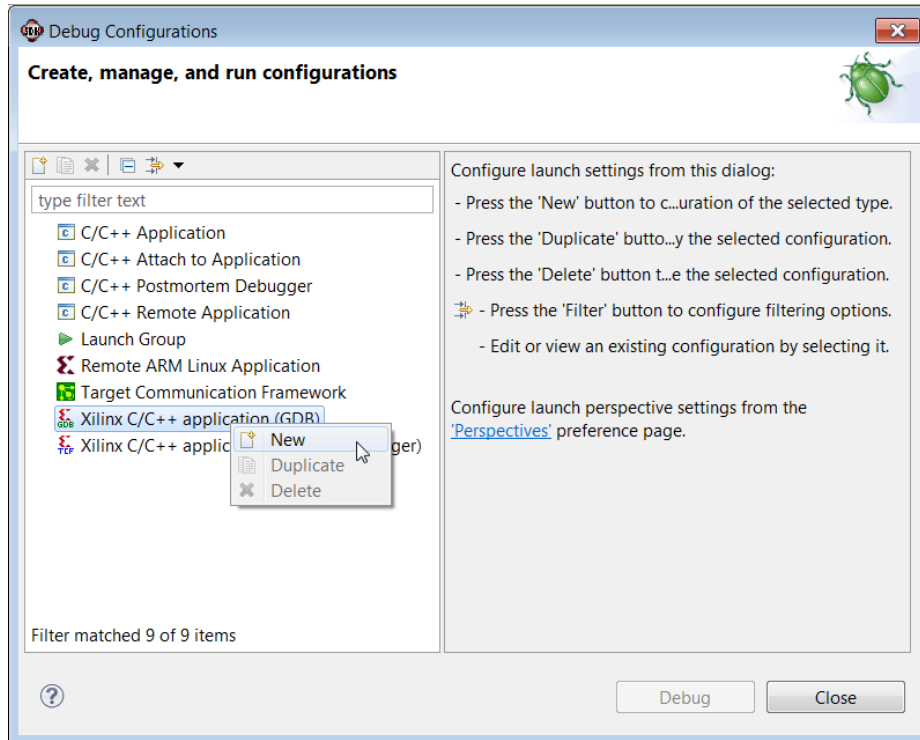 Debug Configurations
Create, manage, and run configurations
type filter text
C/C++ Application
C/C++ Attach to Application
C/C++ Postmortem Debugger
C/C++ Remote Application
Launch Group
Remote ARM Linux Application
Target Communication Framework
Xilinx C/C++ application (GDB)
Xilinx C/C++ applic ger)
New
Duplicate
Delete
Filter matched 9 of 9 items
Configure launch settings from this dialog:
- Press the 'New' button to c...uration of the selected type.
- Press the 'Duplicate' butto...y the selected configuration.
- Press the 'Delete' button t...e the selected configuration.
- Press the 'Filter' button to configure filtering options.
- Edit or view an existing configuration by selecting it.
Configure launch perspective settings from the
'Perspectives' preference page.
Debug
Close